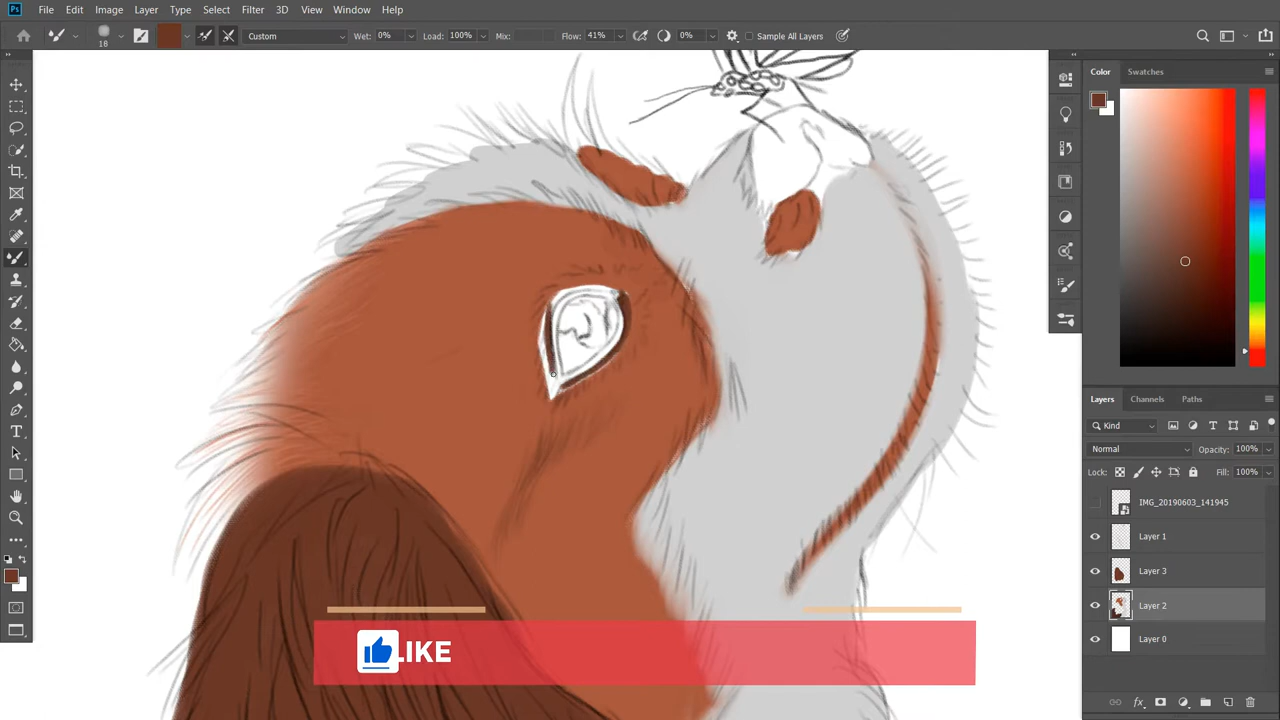 Ps File Edit Image Layer Type Select Filter 3D View Window Help
18 Custom Wet: 0% Load: 100% Mix: Flow: 41% 0% Sample All Layers
Color Swatches
Layers Channels Paths
Kind
Normal Opacity: 100%
Lock: Fill: 100%
IMG_20190603_141945
Layer 1
Layer 3
Layer 2
Layer 0
LIKE